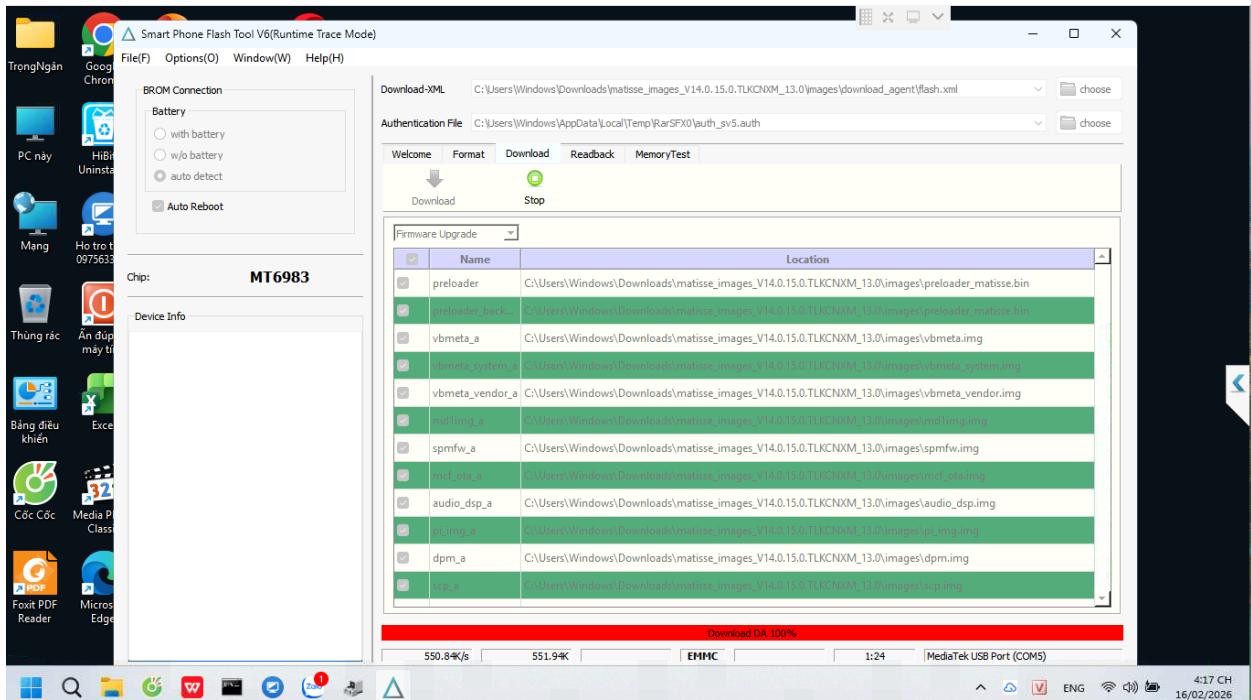 Smart Phone Flash Tool V6(Runtime Trace Mode)
File(F) Options(O) Window(W) Help(H)
TrọngNgân
Goog
Chron
PC này
HiBi
Uninsta
Mạng
Ho tro t
0975633
Thùng rác
Ấn đúp
máy tí
Bảng điều
khiển
Exce
Cốc Cốc
Media P
Classi
321
Foxit PDF
Reader
PDF
Micros
Edge
BROM Connection
Battery
with battery
w/o battery
auto detect
Auto Reboot
Chip: MT6983
Device Info
Download-XML C:\Users\Windows\Downloads\matisse_images_V14.0.15.0.TLKCNXM_13.0\images\download_agent\flash.xml choose
Authentication File C:\Users\Windows\AppData\Local\Temp\RarSFX0\auth_sv5.auth choose
Welcome Format Download Readback MemoryTest
Download Stop
Firmware Upgrade
Name Location
preloader C:\Users\Windows\Downloads\matisse_images_V14.0.15.0.TLKCNXM_13.0\images\preloader_matisse.bin
preloader_back... C:\Users\Windows\Downloads\matisse_images_V14.0.15.0.TLKCNXM_13.0\images\preloader_matisse.bin
vbmeta_a C:\Users\Windows\Downloads\matisse_images_V14.0.15.0.TLKCNXM_13.0\images\vbmeta.img
vbmeta_system_a C:\Users\Windows\Downloads\matisse_images_V14.0.15.0.TLKCNXM_13.0\images\vbmeta_system.img
vbmeta_vendor_a C:\Users\Windows\Downloads\matisse_images_V14.0.15.0.TLKCNXM_13.0\images\vbmeta_vendor.img
md1img_a C:\Users\Windows\Downloads\matisse_images_V14.0.15.0.TLKCNXM_13.0\images\md1img.img
spmfw_a C:\Users\Windows\Downloads\matisse_images_V14.0.15.0.TLKCNXM_13.0\images\spmfw.img
mcf_ota_a C:\Users\Windows\Downloads\matisse_images_V14.0.15.0.TLKCNXM_13.0\images\mcf_ota.img
audio_dsp_a C:\Users\Windows\Downloads\matisse_images_V14.0.15.0.TLKCNXM_13.0\images\audio_dsp.img
pi_img_a C:\Users\Windows\Downloads\matisse_images_V14.0.15.0.TLKCNXM_13.0\images\pi_img.img
dpm_a C:\Users\Windows\Downloads\matisse_images_V14.0.15.0.TLKCNXM_13.0\images\dpm.img
scp_a C:\Users\Windows\Downloads\matisse_images_V14.0.15.0.TLKCNXM_13.0\images\scp.img
Download DA 100%
550.84K/s 551.94K EMMC 1:24 MediaTek USB Port (COM5)
Zalo 1
ENG
4:17 CH
16/02/2026